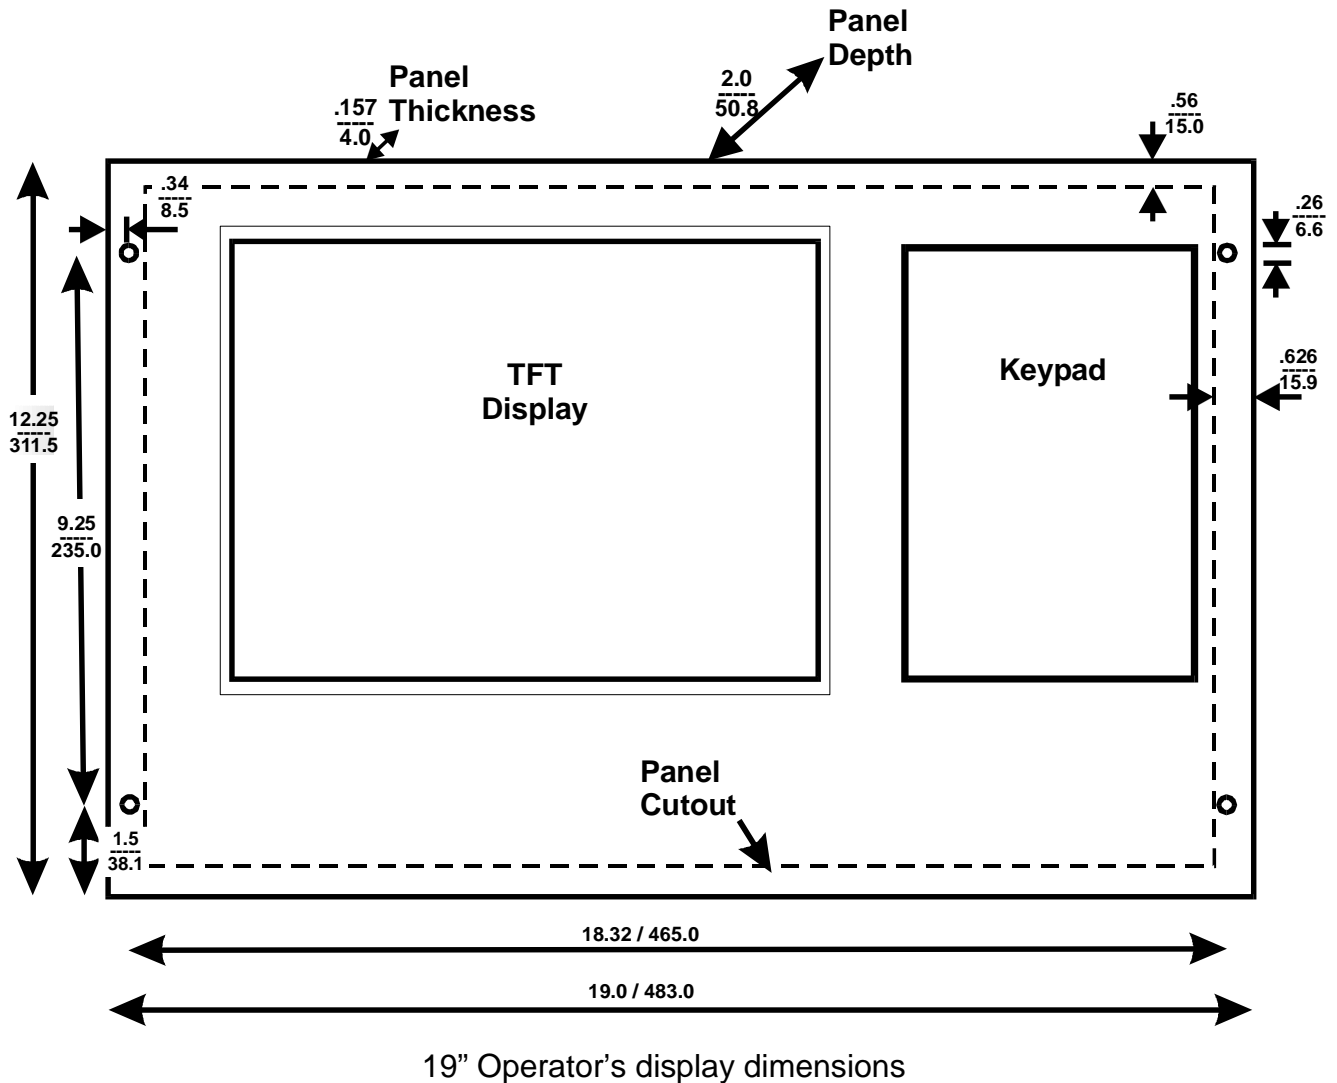 Panel
Depth
Panel
Thickness
2.0
-----
50.8
.157
-----
4.0
.56
-----
15.0
.34
-----
8.5
.26
-----
6.6
TFT
Display
Keypad
.626
-----
15.9
12.25
-----
311.5
9.25
-----
235.0
Panel
Cutout
1.5
-----
38.1
18.32 / 465.0
19.0 / 483.0
19” Operator’s display dimensions